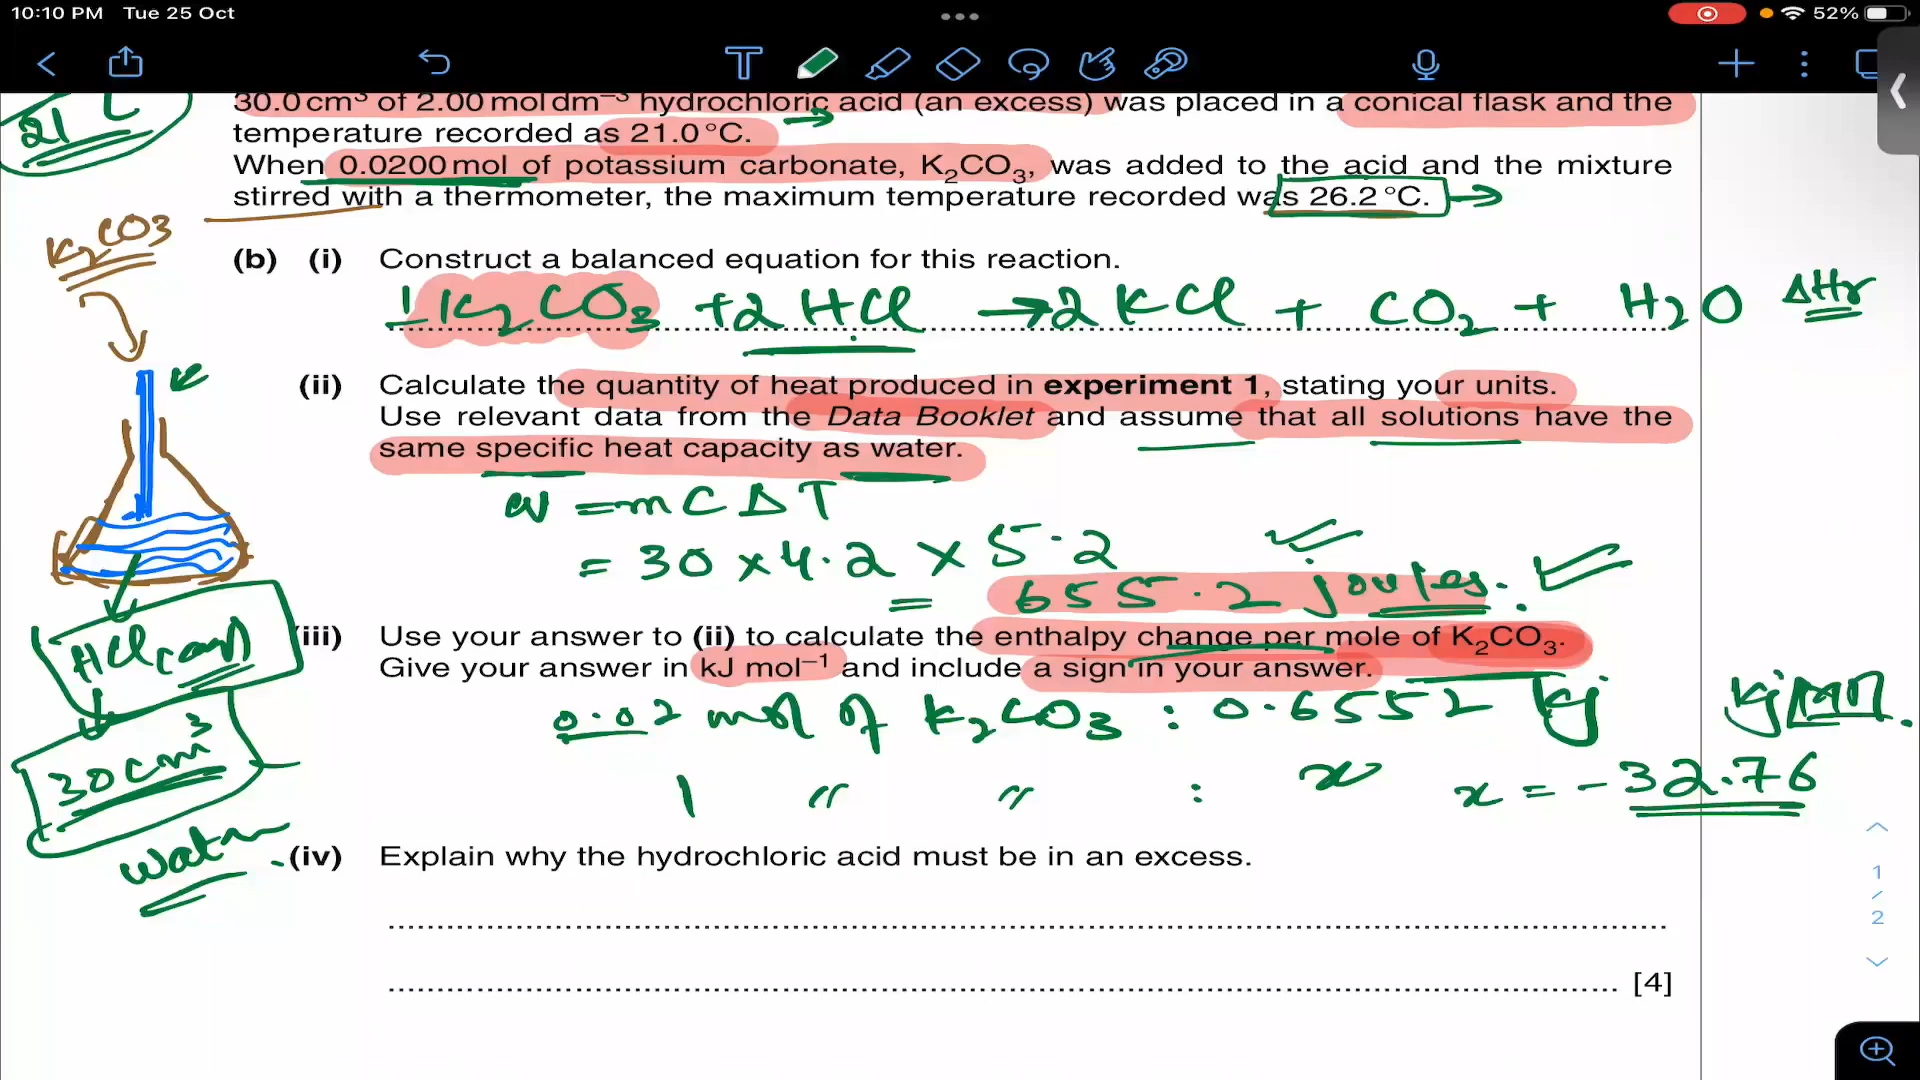 10:10 PM Tue 25 Oct
52%
21 C
30.0 cm³ of 2.00 mol dm⁻³ hydrochloric acid (an excess) was placed in a conical flask and the
temperature recorded as 21.0 °C.
When 0.0200 mol of potassium carbonate, K₂CO₃, was added to the acid and the mixture
stirred with a thermometer, the maximum temperature recorded was 26.2 °C.
K₂CO3
(b) (i) Construct a balanced equation for this reaction.
1 K₂CO₃ + 2 HCl → 2 KCl + CO₂ + H₂O ΔHr
(ii) Calculate the quantity of heat produced in experiment 1, stating your units.
Use relevant data from the Data Booklet and assume that all solutions have the
same specific heat capacity as water.
q = m C Δ T
= 30 × 4.2 × 5.2
= 655.2 joules.
HCl(aq)
(iii) Use your answer to (ii) to calculate the enthalpy change per mole of K₂CO₃.
Give your answer in kJ mol⁻¹ and include a sign in your answer.
0.02 mol of K₂CO3 : 0.6552 kj
kj/mol.
30 cm³
1 〃 〃 : x x = -32.76
water
(iv) Explain why the hydrochloric acid must be in an excess.
[4]
1
/
2